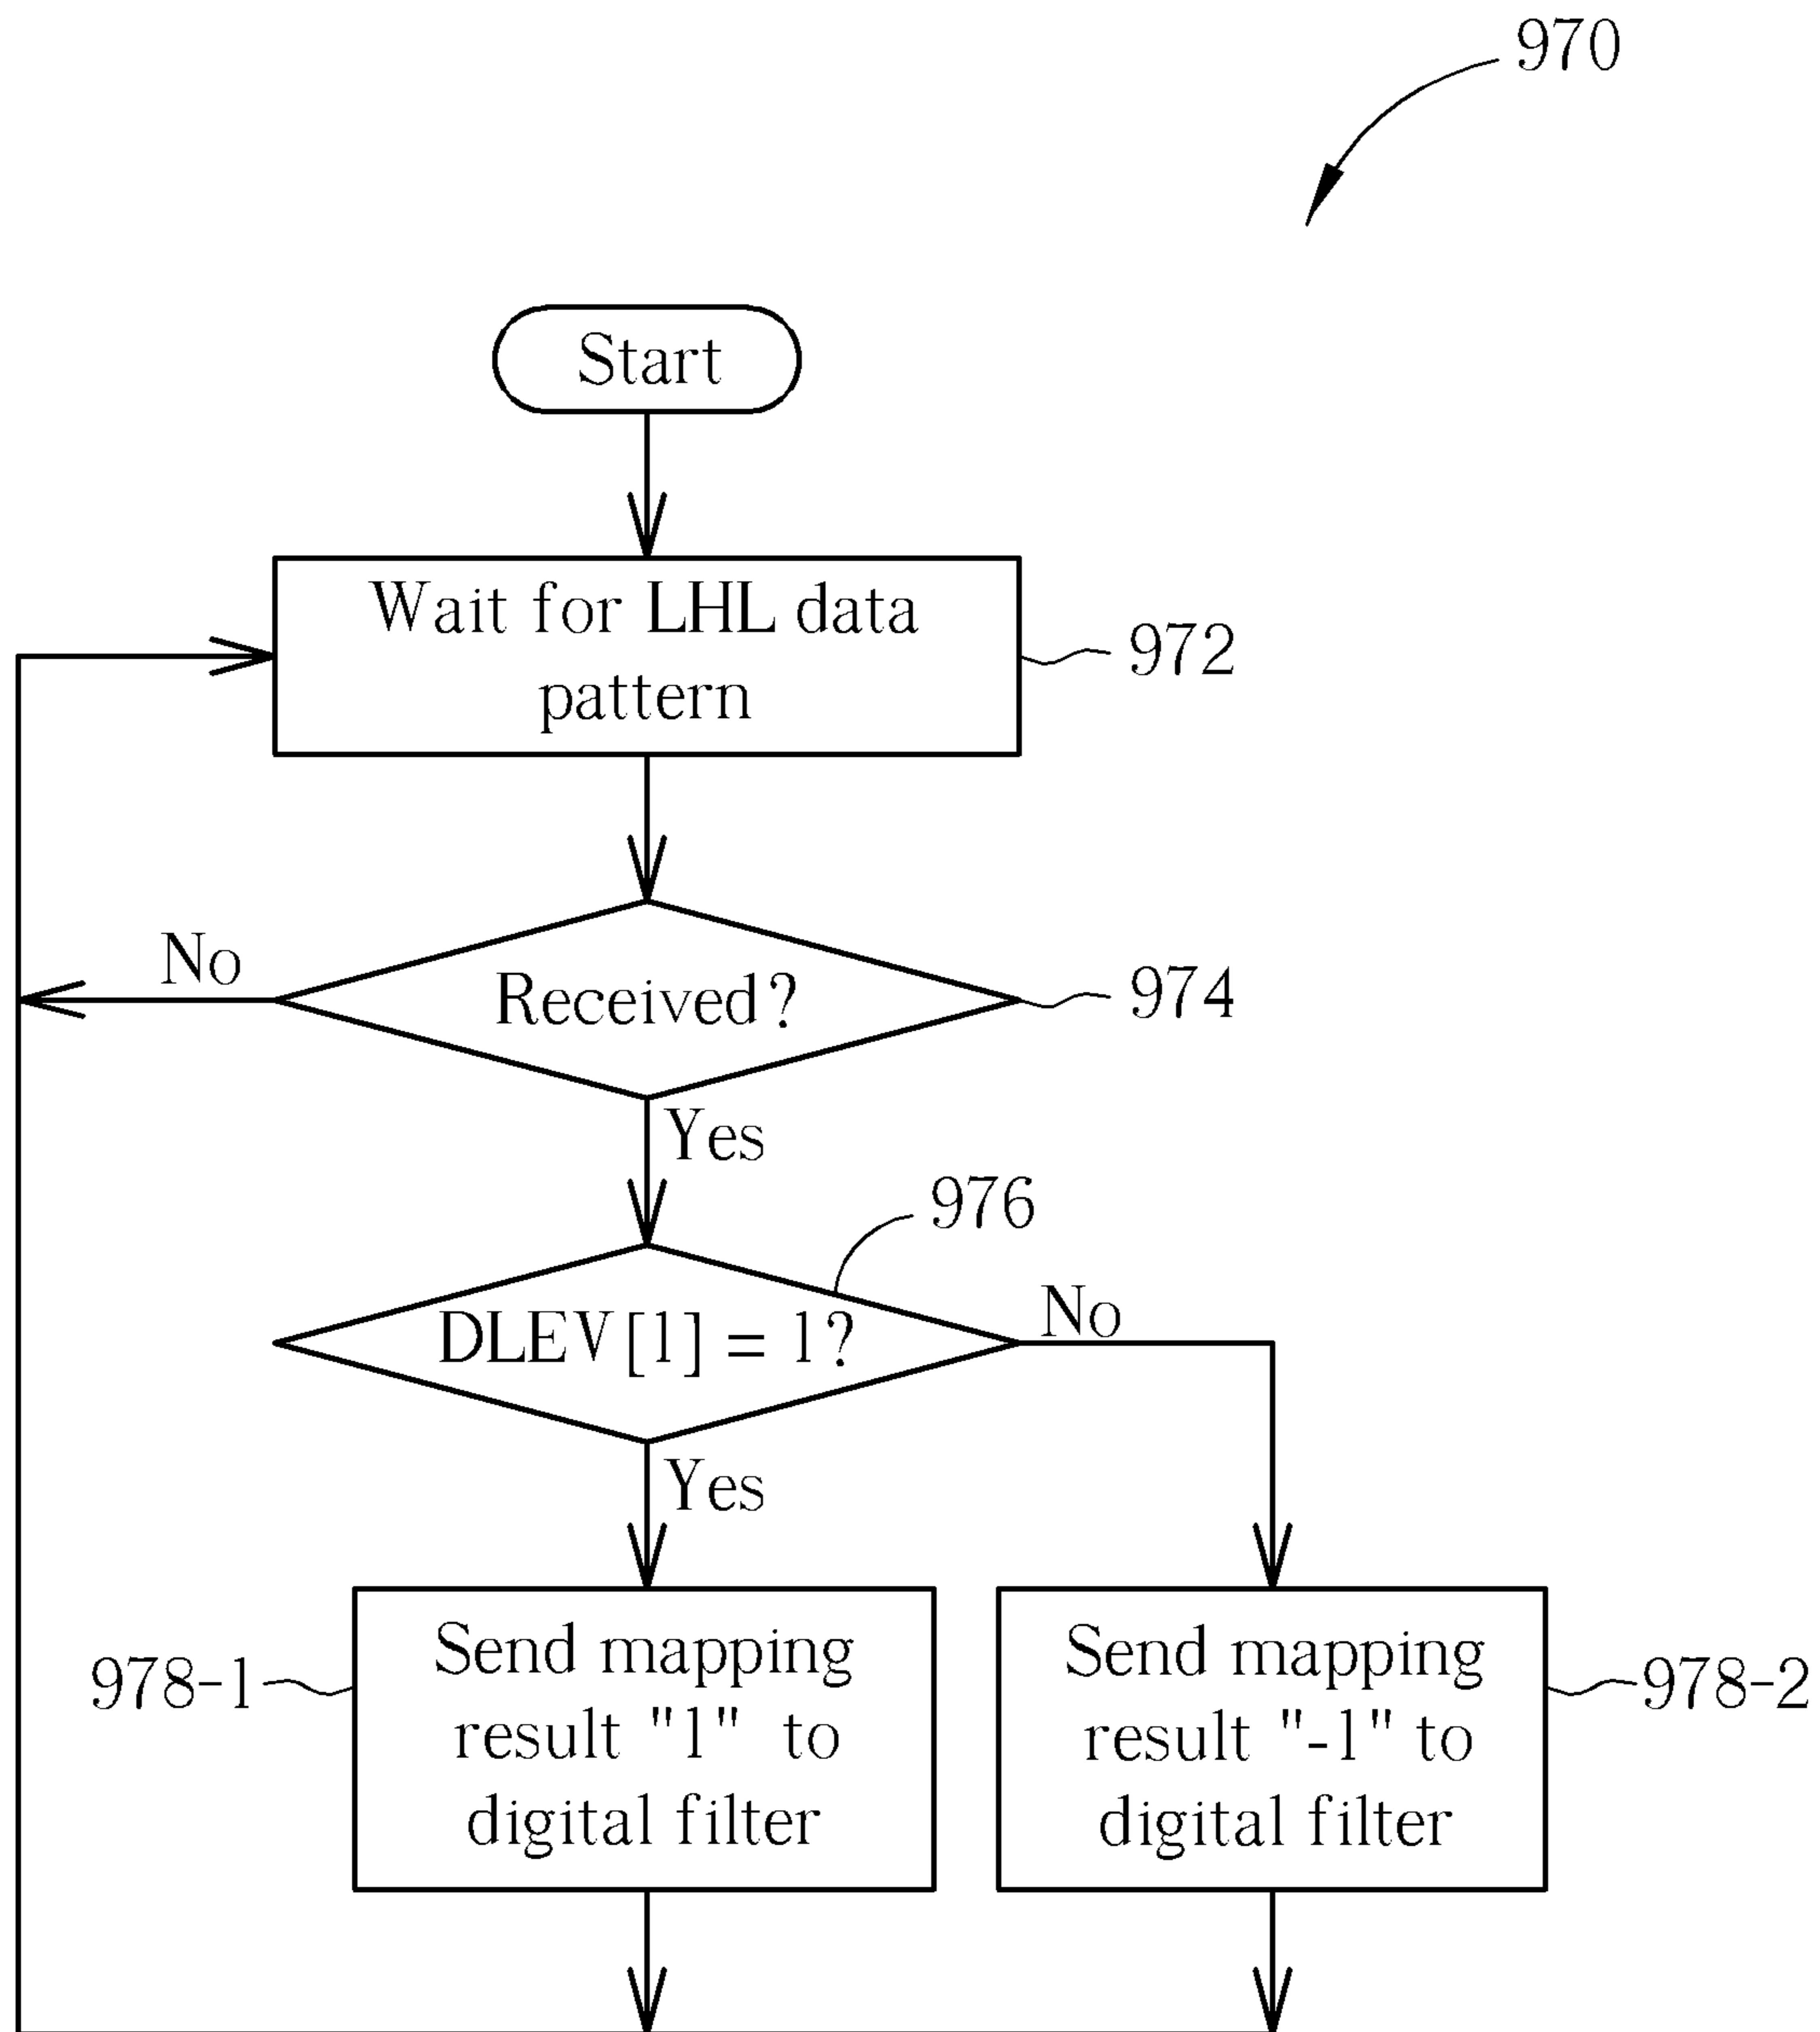 970
Start
Wait for LHL data
pattern
972
No
Received?
974
Yes
976
DLEV[1] = 1?
No
Yes
978-1
Send mapping
result "1" to
digital filter
Send mapping
result "-1" to
digital filter
978-2